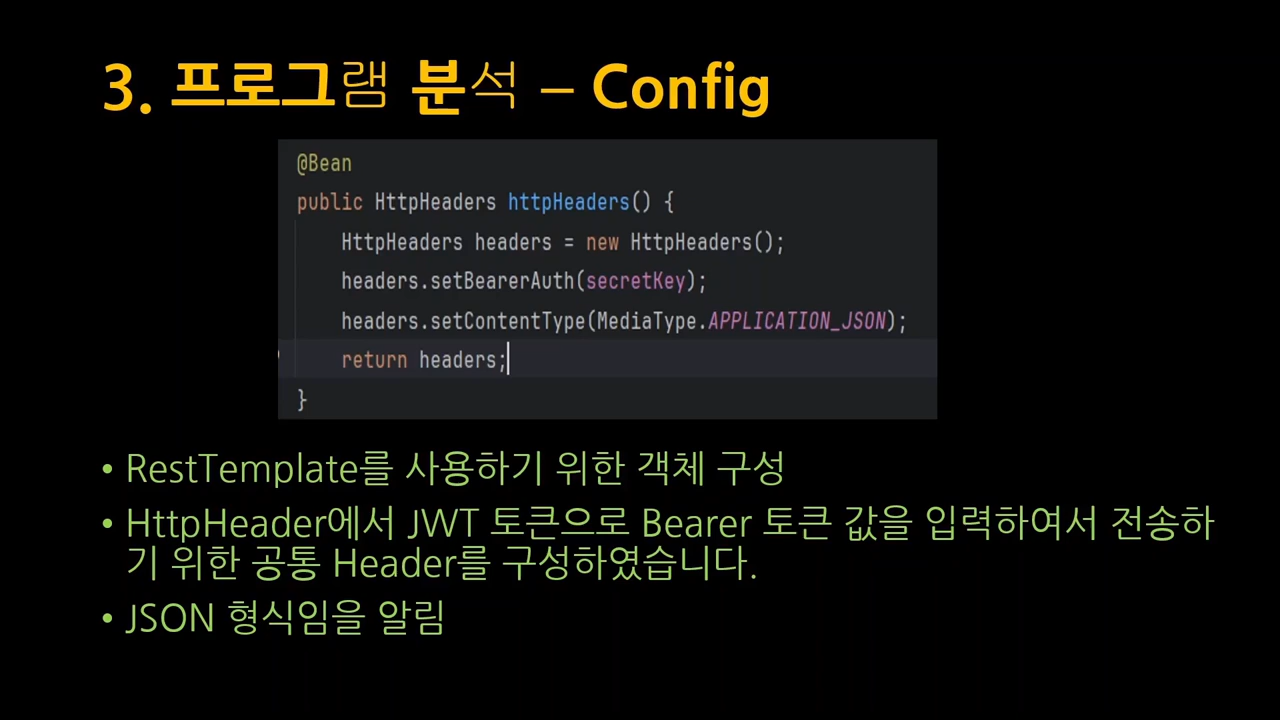 3. 프로그램 분석 – Config
@Bean
public HttpHeaders httpHeaders() {
HttpHeaders headers = new HttpHeaders();
headers.setBearerAuth(secretKey);
headers.setContentType(MediaType.APPLICATION_JSON);
return headers;
}
• RestTemplate를 사용하기 위한 객체 구성
• HttpHeader에서 JWT 토큰으로 Bearer 토큰 값을 입력하여서 전송하
기 위한 공통 Header를 구성하였습니다.
• JSON 형식임을 알림